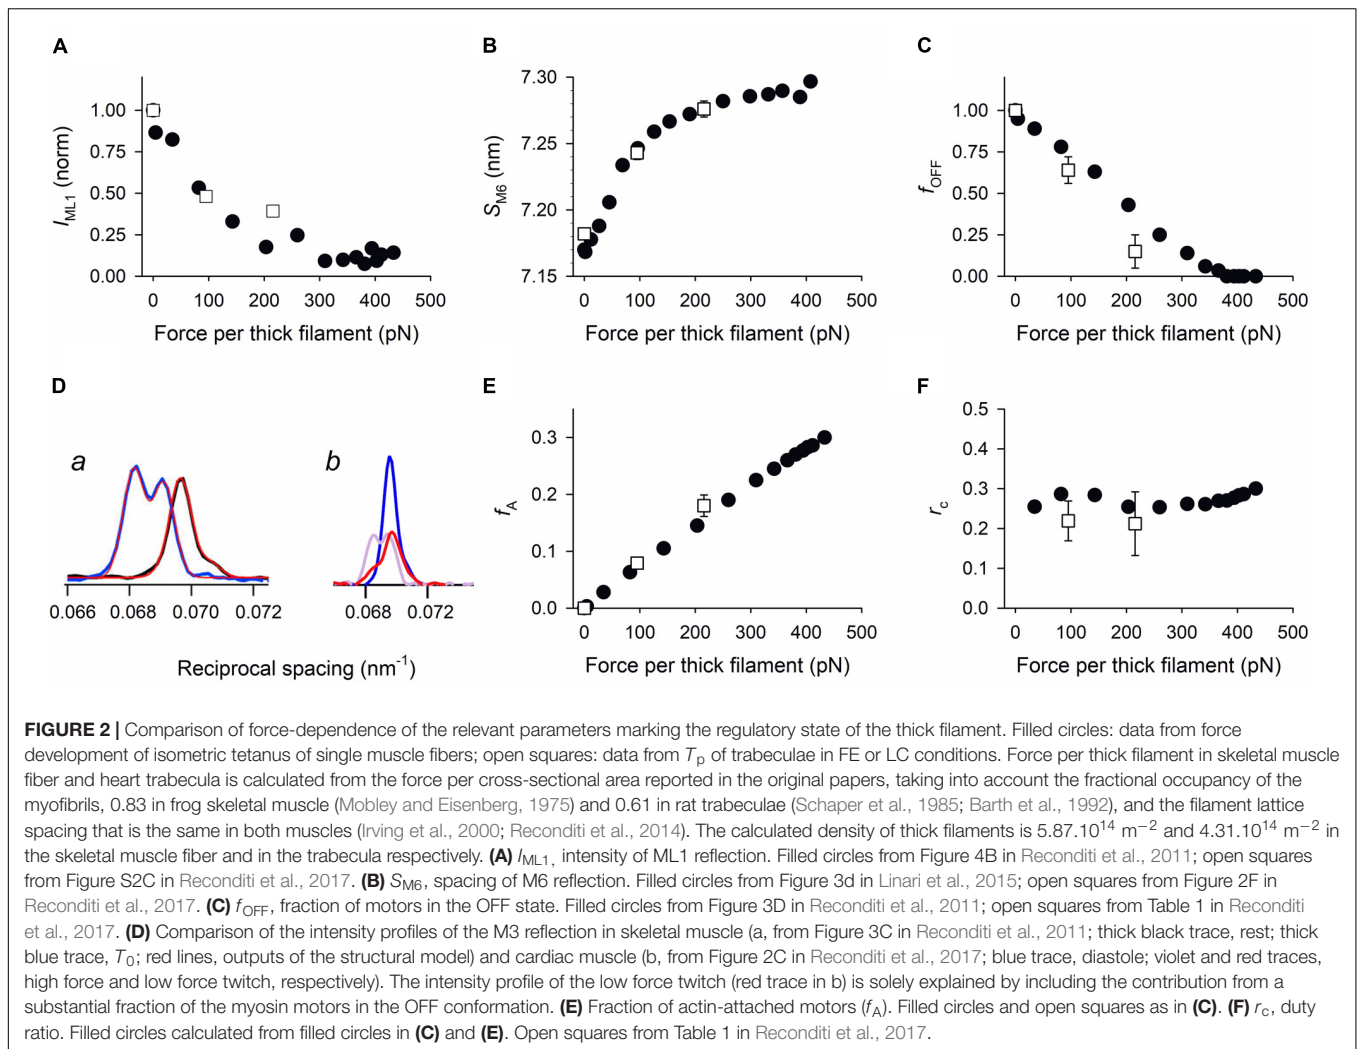 A
B
C
1.00
0.75
0.50
0.25
0.00
I_ML1 (norm)
0 100 200 300 400 500
Force per thick filament (pN)
7.30
7.25
7.20
7.15
S_M6 (nm)
0 100 200 300 400 500
Force per thick filament (pN)
1.00
0.75
0.50
0.25
0.00
f_OFF
0 100 200 300 400 500
Force per thick filament (pN)
D
E
F
a
b
0.066 0.068 0.070 0.072
0.068 0.072
Reciprocal spacing (nm⁻¹)
0.3
0.2
0.1
0.0
f_A
0 100 200 300 400 500
Force per thick filament (pN)
0.5
0.4
0.3
0.2
0.1
0.0
r_c
0 100 200 300 400 500
Force per thick filament (pN)
FIGURE 2 | Comparison of force-dependence of the relevant parameters marking the regulatory state of the thick filament. Filled circles: data from force
development of isometric tetanus of single muscle fibers; open squares: data from Tp of trabeculae in FE or LC conditions. Force per thick filament in skeletal muscle
fiber and heart trabecula is calculated from the force per cross-sectional area reported in the original papers, taking into account the fractional occupancy of the
myofibrils, 0.83 in frog skeletal muscle (Mobley and Eisenberg, 1975) and 0.61 in rat trabeculae (Schaper et al., 1985; Barth et al., 1992), and the filament lattice
spacing that is the same in both muscles (Irving et al., 2000; Reconditi et al., 2014). The calculated density of thick filaments is 5.87.10¹⁴ m⁻² and 4.31.10¹⁴ m⁻² in
the skeletal muscle fiber and in the trabecula respectively. (A) I_ML1, intensity of ML1 reflection. Filled circles from Figure 4B in Reconditi et al., 2011; open squares
from Figure S2C in Reconditi et al., 2017. (B) S_M6, spacing of M6 reflection. Filled circles from Figure 3d in Linari et al., 2015; open squares from Figure 2F in
Reconditi et al., 2017. (C) f_OFF, fraction of motors in the OFF state. Filled circles from Figure 3D in Reconditi et al., 2011; open squares from Table 1 in Reconditi
et al., 2017. (D) Comparison of the intensity profiles of the M3 reflection in skeletal muscle (a, from Figure 3C in Reconditi et al., 2011; thick black trace, rest; thick
blue trace, T₀; red lines, outputs of the structural model) and cardiac muscle (b, from Figure 2C in Reconditi et al., 2017; blue trace, diastole; violet and red traces,
high force and low force twitch, respectively). The intensity profile of the low force twitch (red trace in b) is solely explained by including the contribution from a
substantial fraction of the myosin motors in the OFF conformation. (E) Fraction of actin-attached motors (f_A). Filled circles and open squares as in (C). (F) r_c, duty
ratio. Filled circles calculated from filled circles in (C) and (E). Open squares from Table 1 in Reconditi et al., 2017.